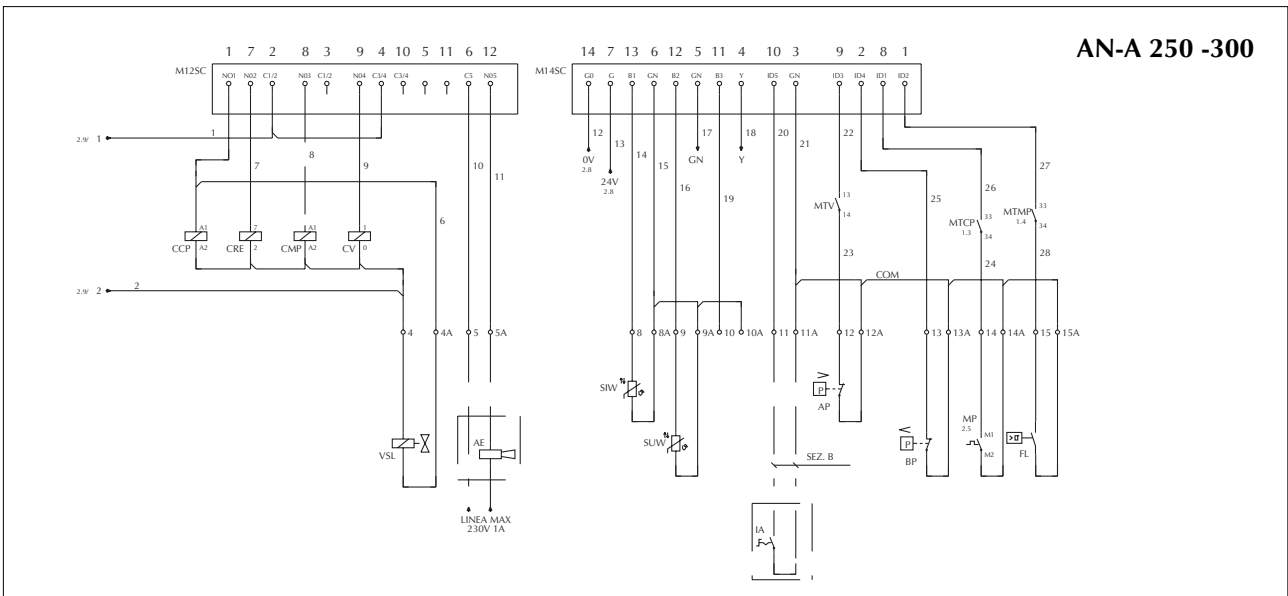 AN-A 250 -300
1 7 2 8 3 9 4 10 5 11 6 12
M12SC
NO1 N02 C1/2 N03 C1/2 N04 C3/4 C3/4 C5 N05
14 7 13 6 12 5 11 4 10 3 9 2 8 1
M14SC
G0 G B1 GN B2 GN B3 Y ID5 GN ID3 ID4 ID1 ID2
2.9/ 1
1
8
7
9
10
11
6
12
13
14
15
16
17
18
19
20
21
22
25
26
27
0V
2.8
24V
2.8
GN
Y
MTV
13
14
MTCP
1.3
33
34
MTMP
1.4
33
34
23
24
28
COM
A1 7 A1 1
A2 2 A2 0
CCP CRE CMP CV
2.9/ 2
2
4 4A 5 5A 8 8A 9 9A 10 10A 11 11A 12 12A 13 13A 14 14A 15 15A
SIW
SUW
P
AP
P
BP
MP
2.5
M1
M2
FL
VSL
AE
SEZ. B
LINEA MAX
230V 1A
IA